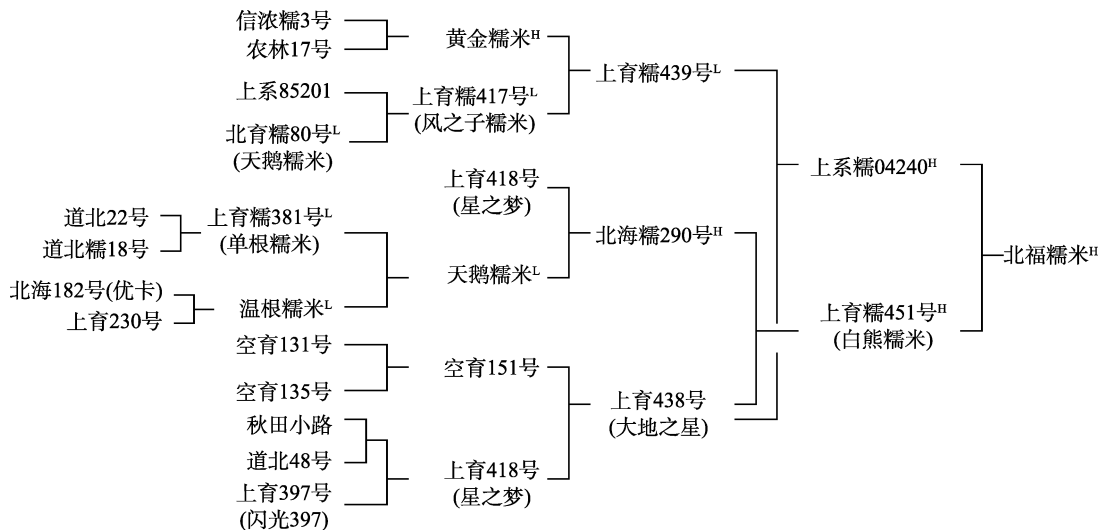 信浓糯3号
农林17号
黄金糯米ᴴ
上育糯439号ᴸ
上系85201
上育糯417号ᴸ
(风之子糯米)
北育糯80号ᴸ
(天鹅糯米)
上系糯04240ᴴ
上育418号
(星之梦)
道北22号
道北糯18号
上育糯381号ᴸ
(单根糯米)
北海糯290号ᴴ
北福糯米ᴴ
天鹅糯米ᴸ
北海182号(优卡)
上育230号
温根糯米ᴸ
上育糯451号ᴴ
(白熊糯米)
空育131号
空育135号
空育151号
上育438号
(大地之星)
秋田小路
道北48号
上育418号
(星之梦)
上育397号
(闪光397)